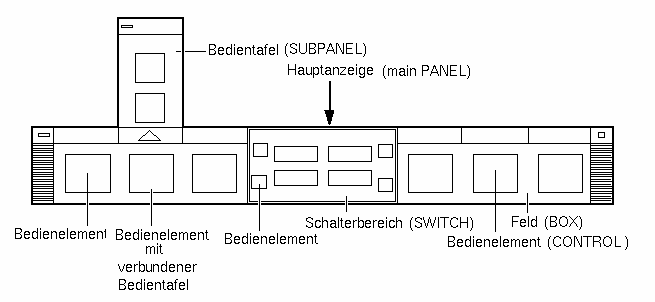 Bedientafel (SUBPANEL)
Hauptanzeige (main PANEL)
Schalterbereich (SWITCH)
Feld (BOX)
Bedienelement
Bedienelement
mit
verbundener
Bedientafel
Bedienelement
Bedienelement (CONTROL)